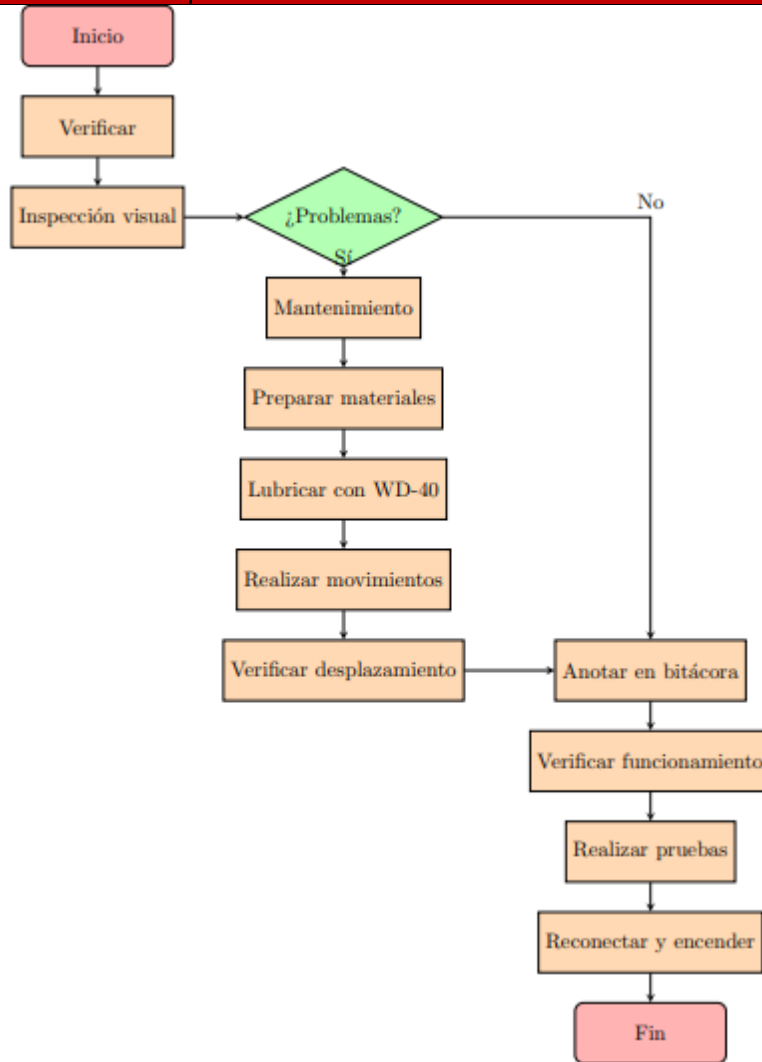 Inicio
Verificar
Inspección visual
¿Problemas?
No
Sí
Mantenimiento
Preparar materiales
Lubricar con WD-40
Realizar movimientos
Verificar desplazamiento
Anotar en bitácora
Verificar funcionamiento
Realizar pruebas
Reconectar y encender
Fin